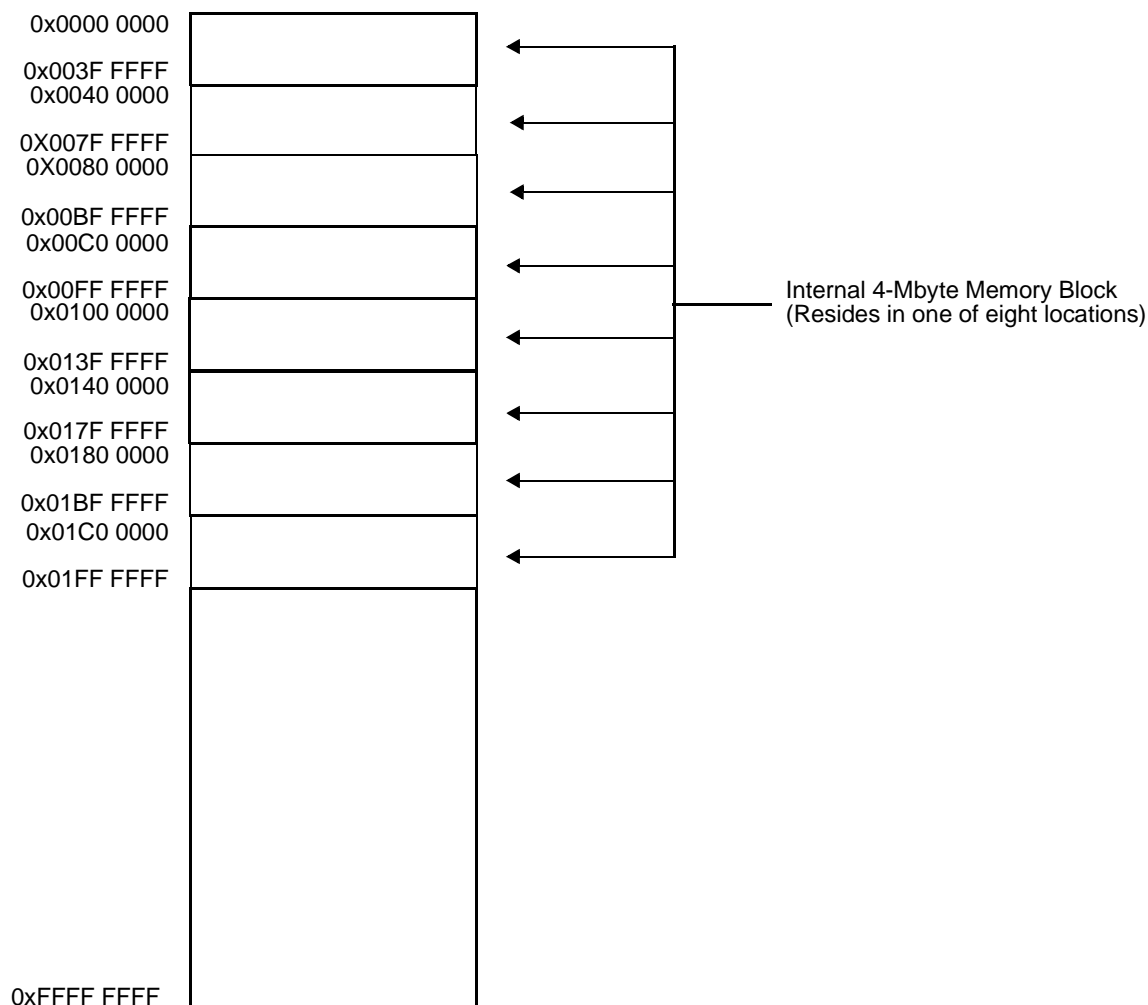 0x0000 0000
0x003F FFFF
0x0040 0000
0X007F FFFF
0X0080 0000
0x00BF FFFF
0x00C0 0000
0x00FF FFFF
0x0100 0000
0x013F FFFF
0x0140 0000
0x017F FFFF
0x0180 0000
0x01BF FFFF
0x01C0 0000
0x01FF FFFF
0xFFFF FFFF
Internal 4-Mbyte Memory Block
(Resides in one of eight locations)